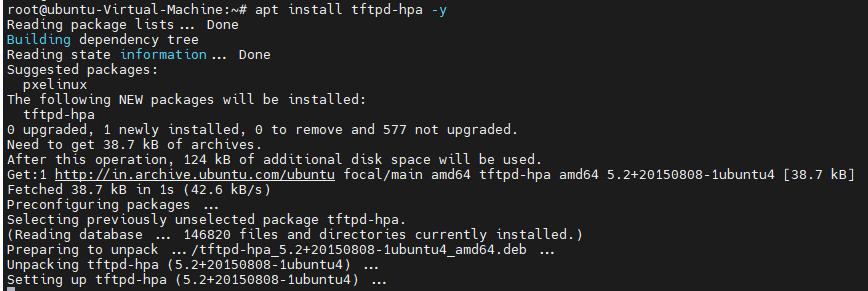 root@ubuntu-Virtual-Machine:~# apt install tftpd-hpa -y
Reading package lists... Done
Building dependency tree
Reading state information... Done
Suggested packages:
  pxelinux
The following NEW packages will be installed:
  tftpd-hpa
0 upgraded, 1 newly installed, 0 to remove and 577 not upgraded.
Need to get 38.7 kB of archives.
After this operation, 124 kB of additional disk space will be used.
Get:1 http://in.archive.ubuntu.com/ubuntu focal/main amd64 tftpd-hpa amd64 5.2+20150808-1ubuntu4 [38.7 kB]
Fetched 38.7 kB in 1s (42.6 kB/s)
Preconfiguring packages ...
Selecting previously unselected package tftpd-hpa.
(Reading database ... 146820 files and directories currently installed.)
Preparing to unpack .../tftpd-hpa_5.2+20150808-1ubuntu4_amd64.deb ...
Unpacking tftpd-hpa (5.2+20150808-1ubuntu4) ...
Setting up tftpd-hpa (5.2+20150808-1ubuntu4) ...